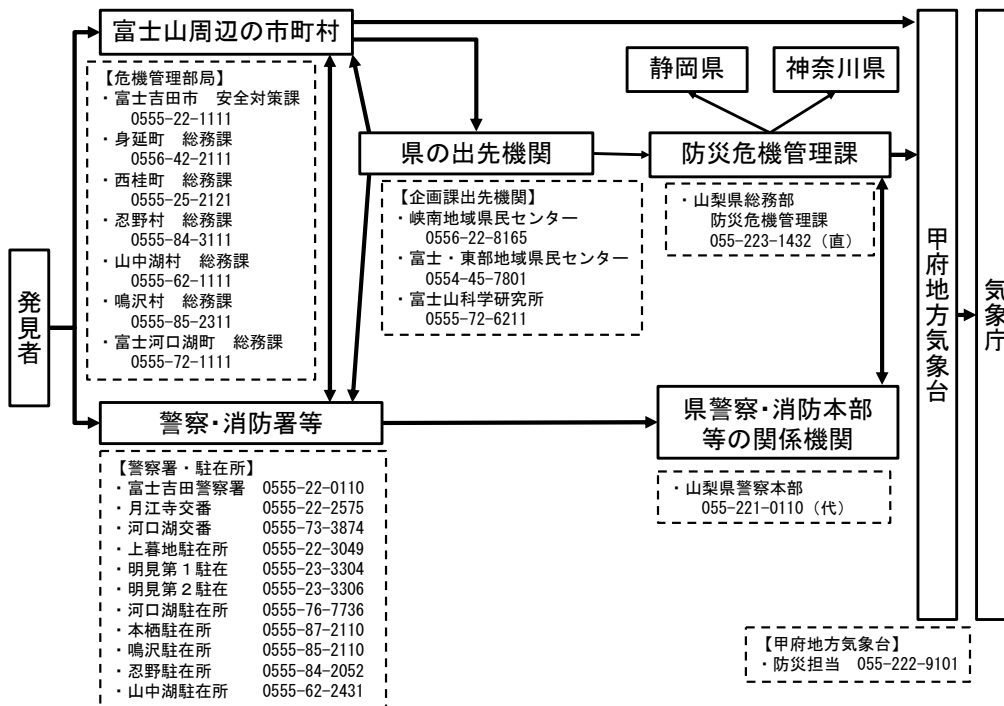 富士山周辺の市町村
【危機管理部局】
・富士吉田市　安全対策課
0555-22-1111
・身延町　総務課
0556-42-2111
・西桂町　総務課
0555-25-2121
・忍野村　総務課
0555-84-3111
・山中湖村　総務課
0555-62-1111
・鳴沢村　総務課
0555-85-2311
・富士河口湖町　総務課
0555-72-1111
発見者
警察・消防署等
【警察署・駐在所】
・富士吉田警察署　0555-22-0110
・月江寺交番　0555-22-2575
・河口湖交番　0555-73-3874
・上暮地駐在所　0555-22-3049
・明見第１駐在　0555-23-3304
・明見第２駐在　0555-23-3306
・河口湖駐在所　0555-76-7736
・本栖駐在所　0555-87-2110
・鳴沢駐在所　0555-85-2110
・忍野駐在所　0555-84-2052
・山中湖駐在所　0555-62-2431
県の出先機関
【企画課出先機関】
・峡南地域県民センター
0556-22-8165
・富士・東部地域県民センター
0554-45-7801
・富士山科学研究所
0555-72-6211
静岡県
神奈川県
防災危機管理課
・山梨県総務部
防災危機管理課
055-223-1432（直）
県警察・消防本部
等の関係機関
・山梨県警察本部
055-221-0110（代）
甲府地方気象台
【甲府地方気象台】
・防災担当　055-222-9101
気象庁